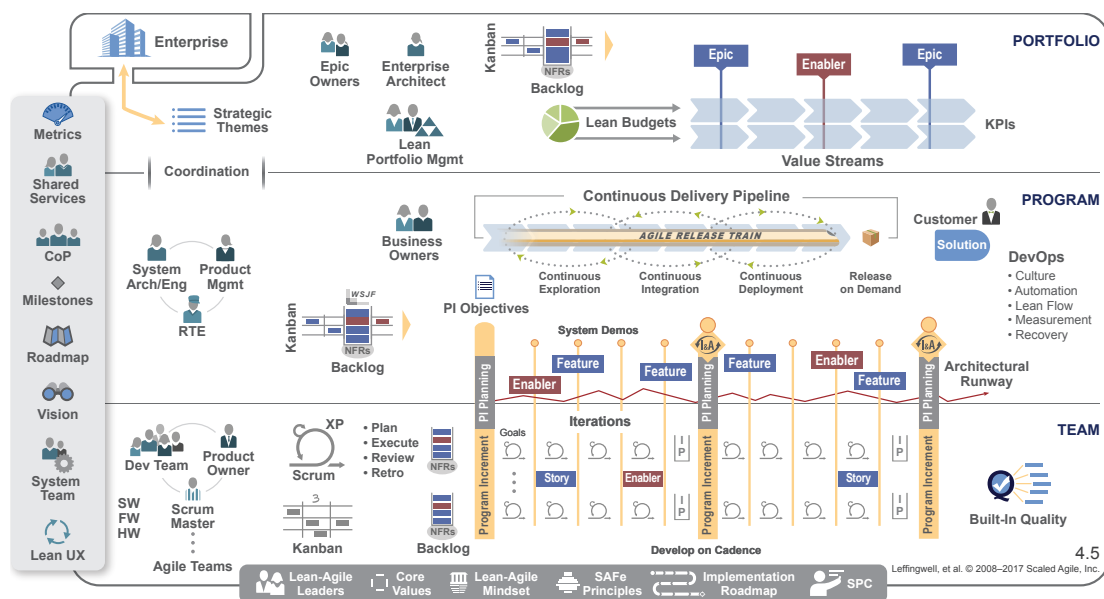 Enterprise
Strategic
Themes
Epic
Owners
Enterprise
Architect
Lean
Portfolio Mgmt
Kanban
NFRs
Backlog
Lean Budgets
Epic
Enabler
Epic
Value Streams
KPIs
PORTFOLIO
Metrics
Shared
Services
CoP
Milestones
Roadmap
Vision
System
Team
Lean UX
Coordination
System
Arch/Eng
Product
Mgmt
RTE
Business
Owners
Kanban
WSJF
NFRs
Backlog
PI Objectives
Continuous Delivery Pipeline
AGILE RELEASE TRAIN
Continuous
Exploration
Continuous
Integration
Continuous
Deployment
Release
on Demand
Customer
Solution
PROGRAM
DevOps
• Culture
• Automation
• Lean Flow
• Measurement
• Recovery
System Demos
Enabler
Feature
Feature
Feature
Enabler
Feature
I&A
I&A
PI Planning
PI Planning
PI Planning
Architectural
Runway
TEAM
Dev Team
Product
Owner
Scrum
Master
SW
FW
HW
Agile Teams
XP
Scrum
• Plan
• Execute
• Review
• Retro
3
Kanban
NFRs
NFRs
Backlog
Program Increment
Program Increment
Program Increment
Iterations
Goals
Story
Enabler
Story
I P
I P
I P
I P
Develop on Cadence
Built-In Quality
4.5
Leffingwell, et al. © 2008–2017 Scaled Agile, Inc.
Lean-Agile
Leaders
Core
Values
Lean-Agile
Mindset
SAFe
Principles
Implementation
Roadmap
SPC